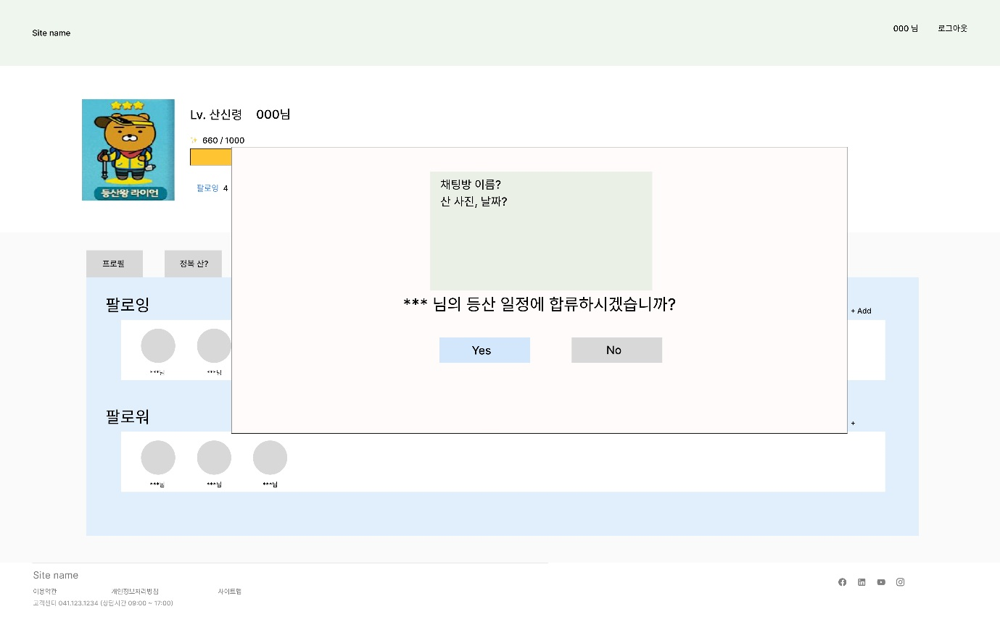 Site name
000 님
로그아웃
Lv. 산신령 000님
✨ 660 / 1000
팔로잉 4
등산왕 라이언
채팅방 이름?
산 사진, 날짜?
*** 님의 등산 일정에 합류하시겠습니까?
Yes
No
프로필
정복 산?
팔로잉
+ Add
***님
***님
팔로워
+
***님
***님
***님
Site name
이용약관
개인정보처리방침
사이트맵
고객센터 041.123.1234 (상담시간 09:00 ~ 17:00)